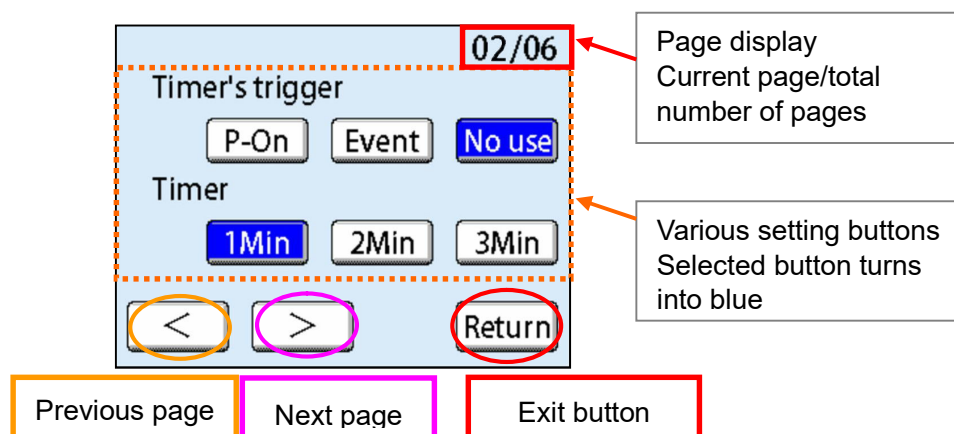 02/06
Timer's trigger
P-On Event No use
Timer
1Min 2Min 3Min
< > Return
Page display
Current page/total
number of pages
Various setting buttons
Selected button turns
into blue
Previous page
Next page
Exit button